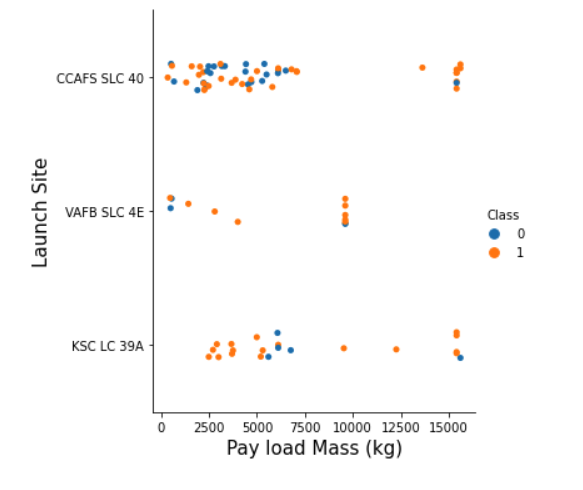 CCAFS SLC 40
VAFB SLC 4E
KSC LC 39A
Launch Site
0 2500 5000 7500 10000 12500 15000
Pay load Mass (kg)
Class
0
1